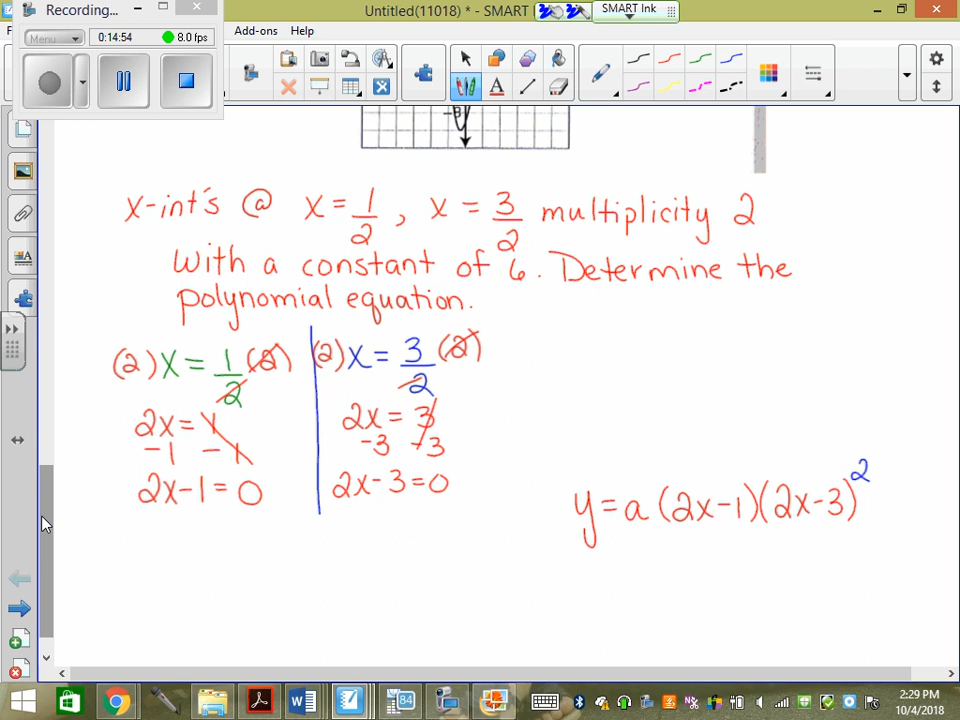 Recording...
Untitled(11018) * - SMART
SMART Ink
Menu
0:14:54
8.0 fps
Add-ons
Help
x-int's @ x = 1/2 , x = 3/2 multiplicity 2
With a constant of 6. Determine the
polynomial equation.
(2) x = 1/2 (2)
(2) x = 3/2 (2)
2x = 1
2x = 3
-1 -1
-3 -3
2x - 1 = 0
2x - 3 = 0
y = a (2x - 1)(2x - 3)²
84
2:29 PM
10/4/2018